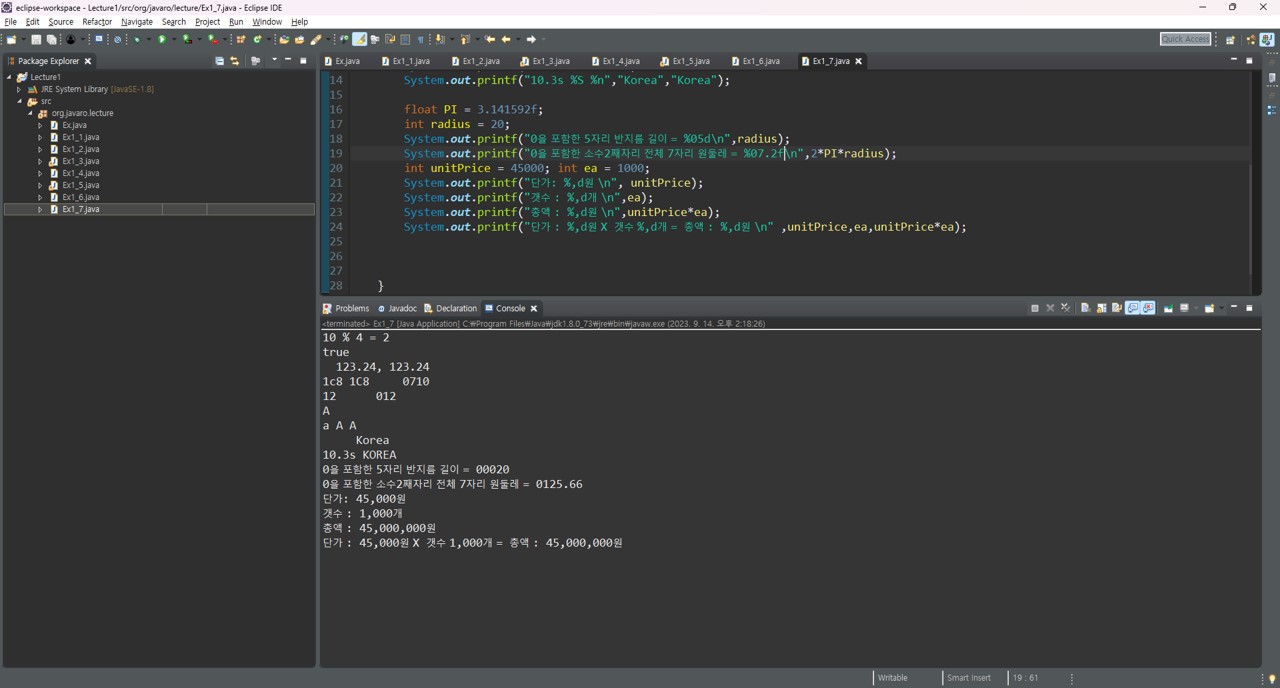 eclipse-workspace - Lecture1/src/org/javaro/lecture/Ex1_7.java - Eclipse IDE
File Edit Source Refactor Navigate Search Project Run Window Help
Quick Access
Package Explorer
Lecture1
JRE System Library [JavaSE-1.8]
src
org.javaro.lecture
Ex.java
Ex1_1.java
Ex1_2.java
Ex1_3.java
Ex1_4.java
Ex1_5.java
Ex1_6.java
Ex1_7.java
Ex.java Ex1_1.java Ex1_2.java Ex1_3.java Ex1_4.java Ex1_5.java Ex1_6.java Ex1_7.java
14 System.out.printf("10.3s %S %n","Korea","Korea");
15
16 float PI = 3.141592f;
17 int radius = 20;
18 System.out.printf("0을 포함한 5자리 반지름 길이 = %05d\n",radius);
19 System.out.printf("0을 포함한 소수2째자리 전체 7자리 원둘레 = %07.2f\n",2*PI*radius);
20 int unitPrice = 45000; int ea = 1000;
21 System.out.printf("단가: %,d원 \n", unitPrice);
22 System.out.printf("갯수 : %,d개 \n",ea);
23 System.out.printf("총액 : %,d원 \n",unitPrice*ea);
24 System.out.printf("단가 : %,d원 X 갯수 %,d개 = 총액 : %,d원 \n" ,unitPrice,ea,unitPrice*ea);
25
26
27
28 }
Problems Javadoc Declaration Console
<terminated> Ex1_7 [Java Application] C:₩Program Files₩Java₩jdk1.8.0_73₩jre₩bin₩javaw.exe (2023. 9. 14. 오후 2:18:26)
10 % 4 = 2
true
123.24, 123.24
1c8 1C8 0710
12 012
A
a A A
Korea
10.3s KOREA
0을 포함한 5자리 반지름 길이 = 00020
0을 포함한 소수2째자리 전체 7자리 원둘레 = 0125.66
단가: 45,000원
갯수 : 1,000개
총액 : 45,000,000원
단가 : 45,000원 X 갯수 1,000개 = 총액 : 45,000,000원
Writable Smart Insert 19 : 61